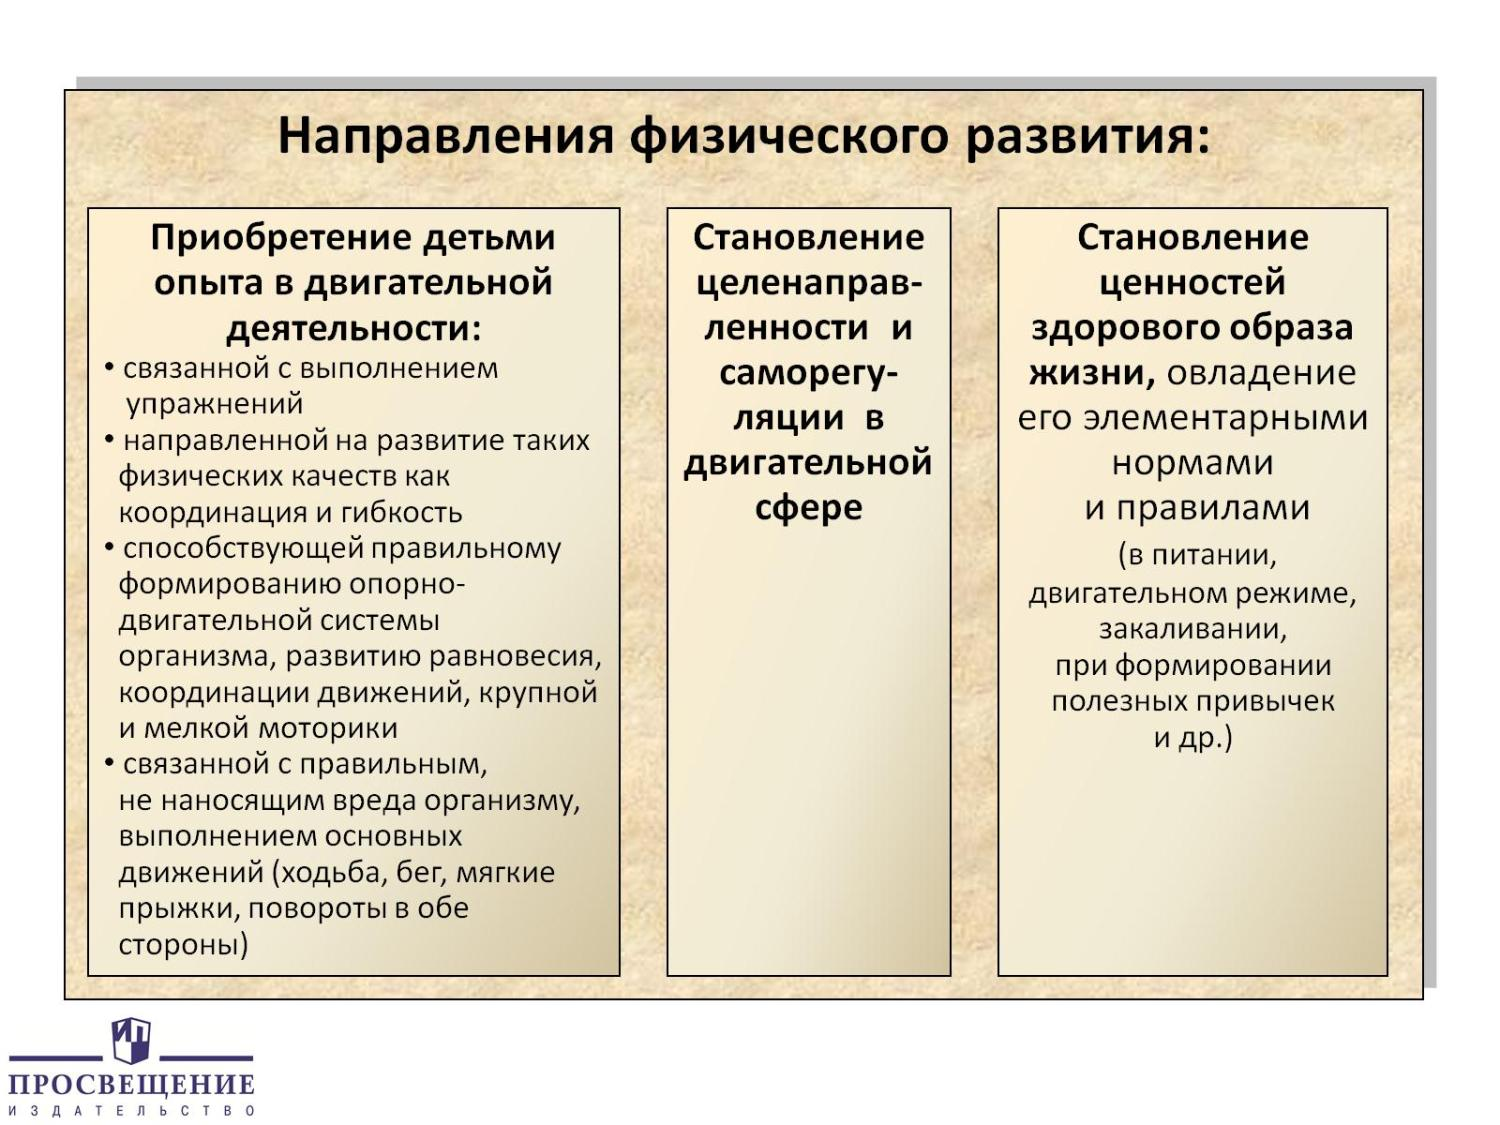 Направления физического развития:
Приобретение детьми
опыта в двигательной
деятельности:
• связанной с выполнением
упражнений
• направленной на развитие таких
физических качеств как
координация и гибкость
• способствующей правильному
формированию опорно-
двигательной системы
организма, развитию равновесия,
координации движений, крупной
и мелкой моторики
• связанной с правильным,
не наносящим вреда организму,
выполнением основных
движений (ходьба, бег, мягкие
прыжки, повороты в обе
стороны)
Становление
целенаправ-
ленности и
саморегу-
ляции в
двигательной
сфере
Становление
ценностей
здорового образа
жизни, овладение
его элементарными
нормами
и правилами
(в питании,
двигательном режиме,
закаливании,
при формировании
полезных привычек
и др.)
ИП
ПРОСВЕЩЕНИЕ
ИЗДАТЕЛЬСТВО